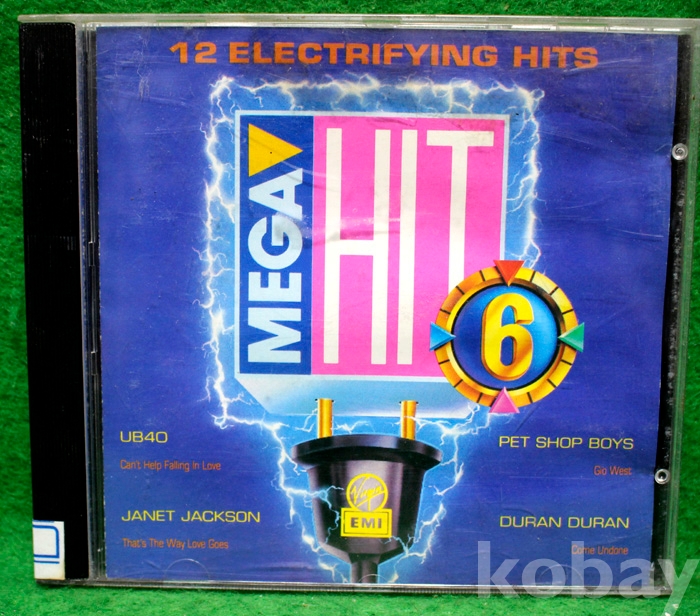 12 ELECTRIFYING HITS
MEGA HIT
6
UB40
Can't Help Falling In Love
PET SHOP BOYS
Go West
JANET JACKSON
That's The Way Love Goes
DURAN DURAN
Come Undone
Virgin
EMI
kobay